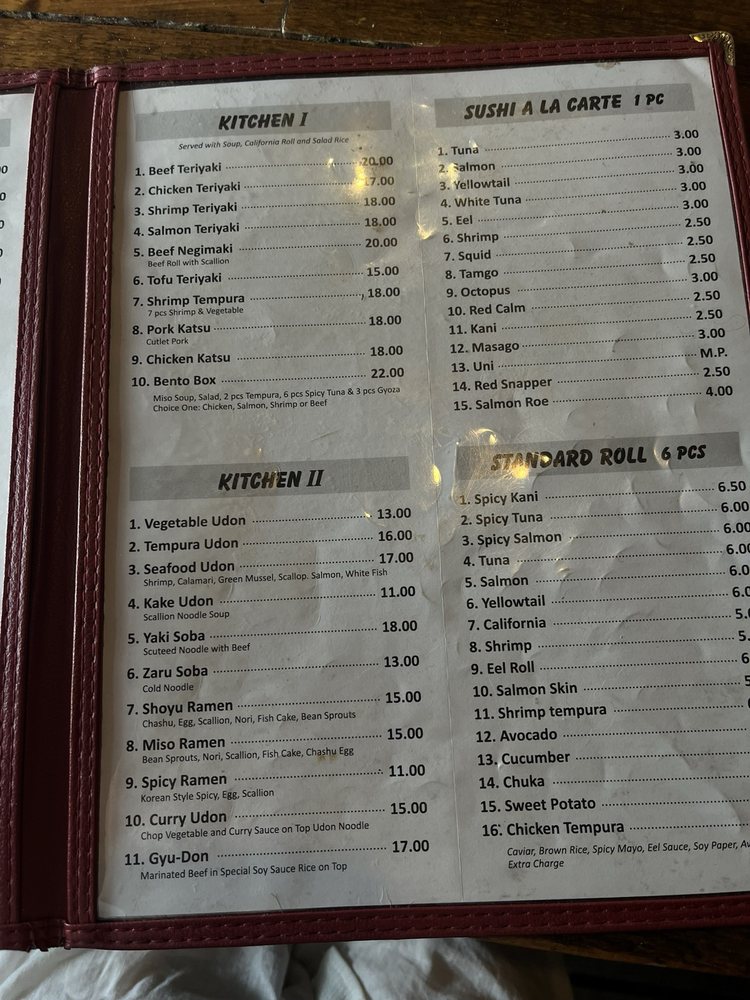 KITCHEN I
Served with Soup, California Roll and Salad Rice
1. Beef Teriyaki 20.00
2. Chicken Teriyaki 17.00
3. Shrimp Teriyaki 18.00
4. Salmon Teriyaki 18.00
5. Beef Negimaki 20.00
Beef Roll with Scallion
6. Tofu Teriyaki 15.00
7. Shrimp Tempura 18.00
7 pcs Shrimp & Vegetable
8. Pork Katsu 18.00
Cutlet Pork
9. Chicken Katsu 18.00
10. Bento Box 22.00
Miso Soup, Salad, 2 pcs Tempura, 6 pcs Spicy Tuna & 3 pcs Gyoza
Choice One: Chicken, Salmon, Shrimp or Beef
KITCHEN II
1. Vegetable Udon 13.00
2. Tempura Udon 16.00
3. Seafood Udon 17.00
Shrimp, Calamari, Green Mussel, Scallop. Salmon, White Fish
4. Kake Udon 11.00
Scallion Noodle Soup
5. Yaki Soba 18.00
Scuteed Noodle with Beef
6. Zaru Soba 13.00
Cold Noodle
7. Shoyu Ramen 15.00
Chashu, Egg, Scallion, Nori, Fish Cake, Bean Sprouts
8. Miso Ramen 15.00
Bean Sprouts, Nori, Scallion, Fish Cake, Chashu Egg
9. Spicy Ramen 11.00
Korean Style Spicy, Egg, Scallion
10. Curry Udon 15.00
Chop Vegetable and Curry Sauce on Top Udon Noodle
11. Gyu-Don 17.00
Marinated Beef in Special Soy Sauce Rice on Top
SUSHI A LA CARTE 1 PC
1. Tuna 3.00
2. Salmon 3.00
3. Yellowtail 3.00
4. White Tuna 3.00
5. Eel 3.00
6. Shrimp 2.50
7. Squid 2.50
8. Tamgo 2.50
9. Octopus 3.00
10. Red Calm 2.50
11. Kani 2.50
12. Masago 3.00
13. Uni M.P.
14. Red Snapper 2.50
15. Salmon Roe 4.00
STANDARD ROLL 6 PCS
1. Spicy Kani 6.50
2. Spicy Tuna 6.00
3. Spicy Salmon 6.00
4. Tuna 6.00
5. Salmon 6.0
6. Yellowtail 6.0
7. California 5.0
8. Shrimp 5.
9. Eel Roll 6
10. Salmon Skin 5
11. Shrimp tempura
12. Avocado
13. Cucumber
14. Chuka
15. Sweet Potato
16. Chicken Tempura
Caviar, Brown Rice, Spicy Mayo, Eel Sauce, Soy Paper, Av
Extra Charge